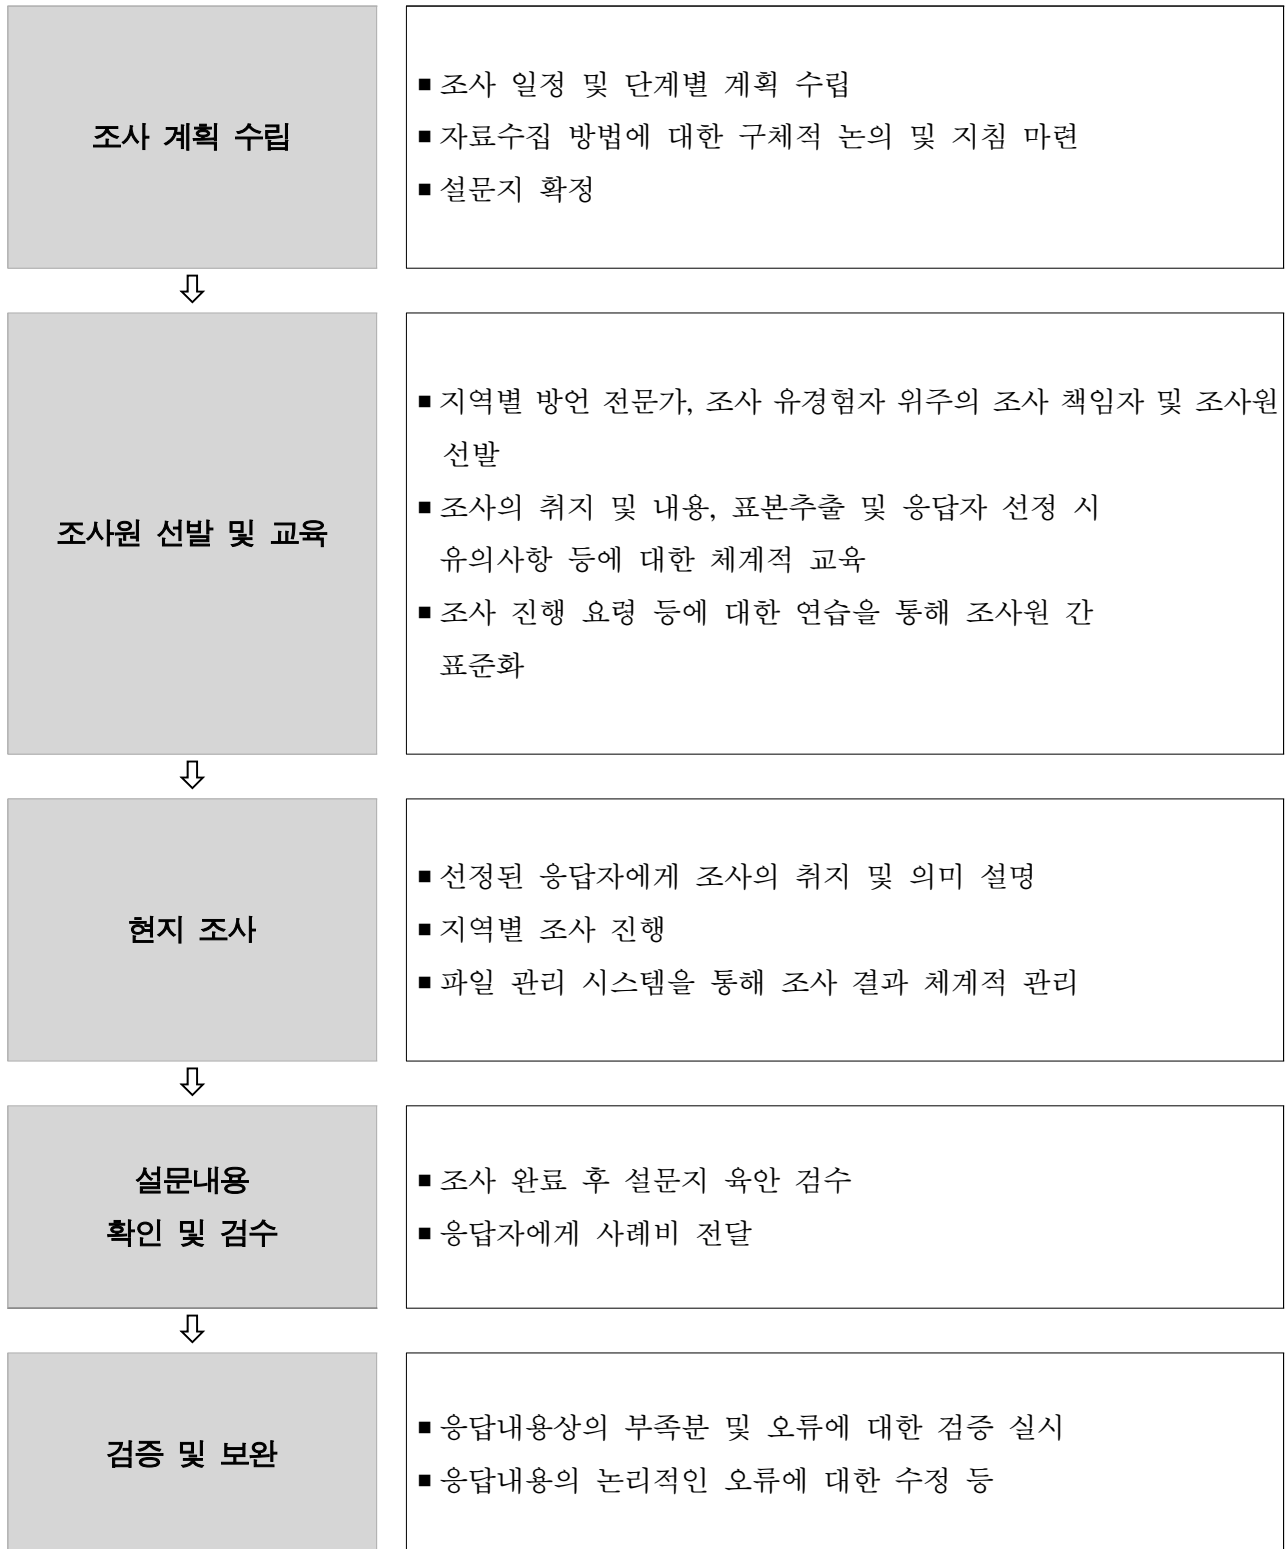 조사 계획 수립
■ 조사 일정 및 단계별 계획 수립
■ 자료수집 방법에 대한 구체적 논의 및 지침 마련
■ 설문지 확정
⇩
조사원 선발 및 교육
■ 지역별 방언 전문가, 조사 유경험자 위주의 조사 책임자 및 조사원
선발
■ 조사의 취지 및 내용, 표본추출 및 응답자 선정 시
유의사항 등에 대한 체계적 교육
■ 조사 진행 요령 등에 대한 연습을 통해 조사원 간
표준화
⇩
현지 조사
■ 선정된 응답자에게 조사의 취지 및 의미 설명
■ 지역별 조사 진행
■ 파일 관리 시스템을 통해 조사 결과 체계적 관리
⇩
설문내용
확인 및 검수
■ 조사 완료 후 설문지 육안 검수
■ 응답자에게 사례비 전달
⇩
검증 및 보완
■ 응답내용상의 부족분 및 오류에 대한 검증 실시
■ 응답내용의 논리적인 오류에 대한 수정 등